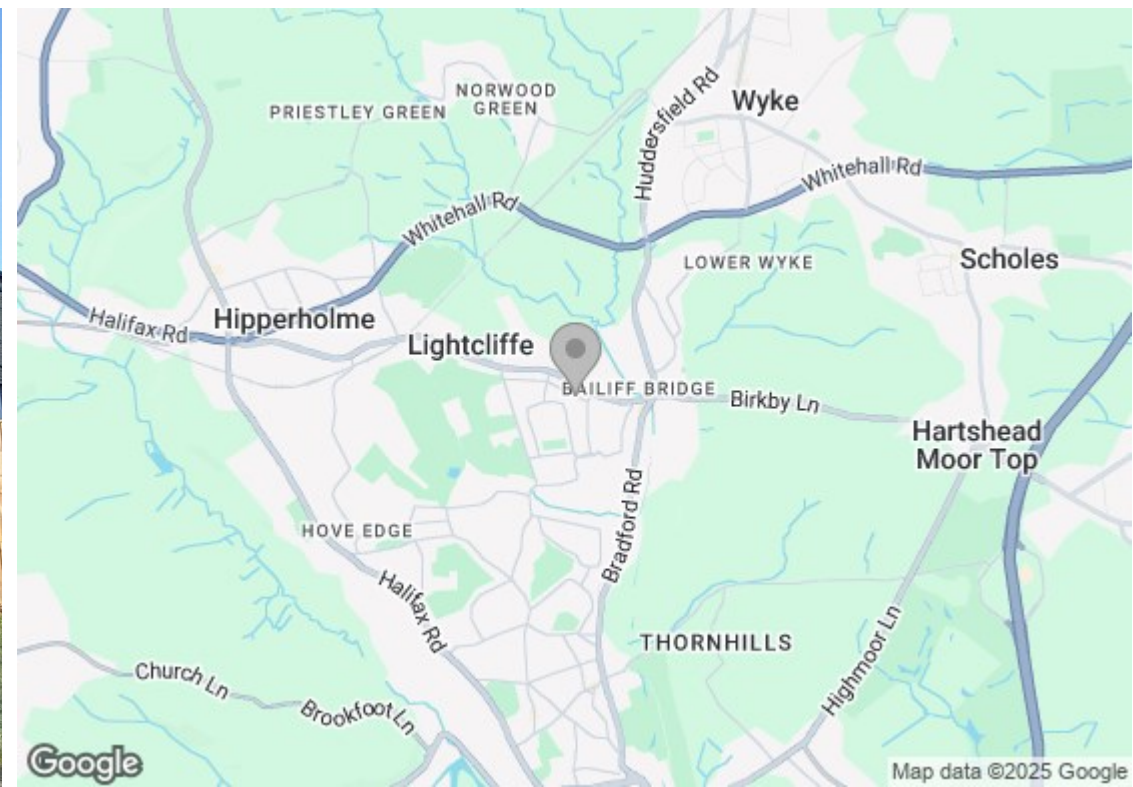 Wyke
NORWOOD
GREEN
PRIESTLEY GREEN
Huddersfield Rd
Whitehall Rd
Whitehall Rd
LOWER WYKE
Scholes
Halifax Rd
Hipperholme
Lightcliffe
BAILIFF BRIDGE
Birkby Ln
Hartshead
Moor Top
HOVE EDGE
Bradford Rd
Halifax Rd
THORNHILLS
Highmoor Ln
Church Ln
Brookfoot Ln
Google
Map data ©2025 Google